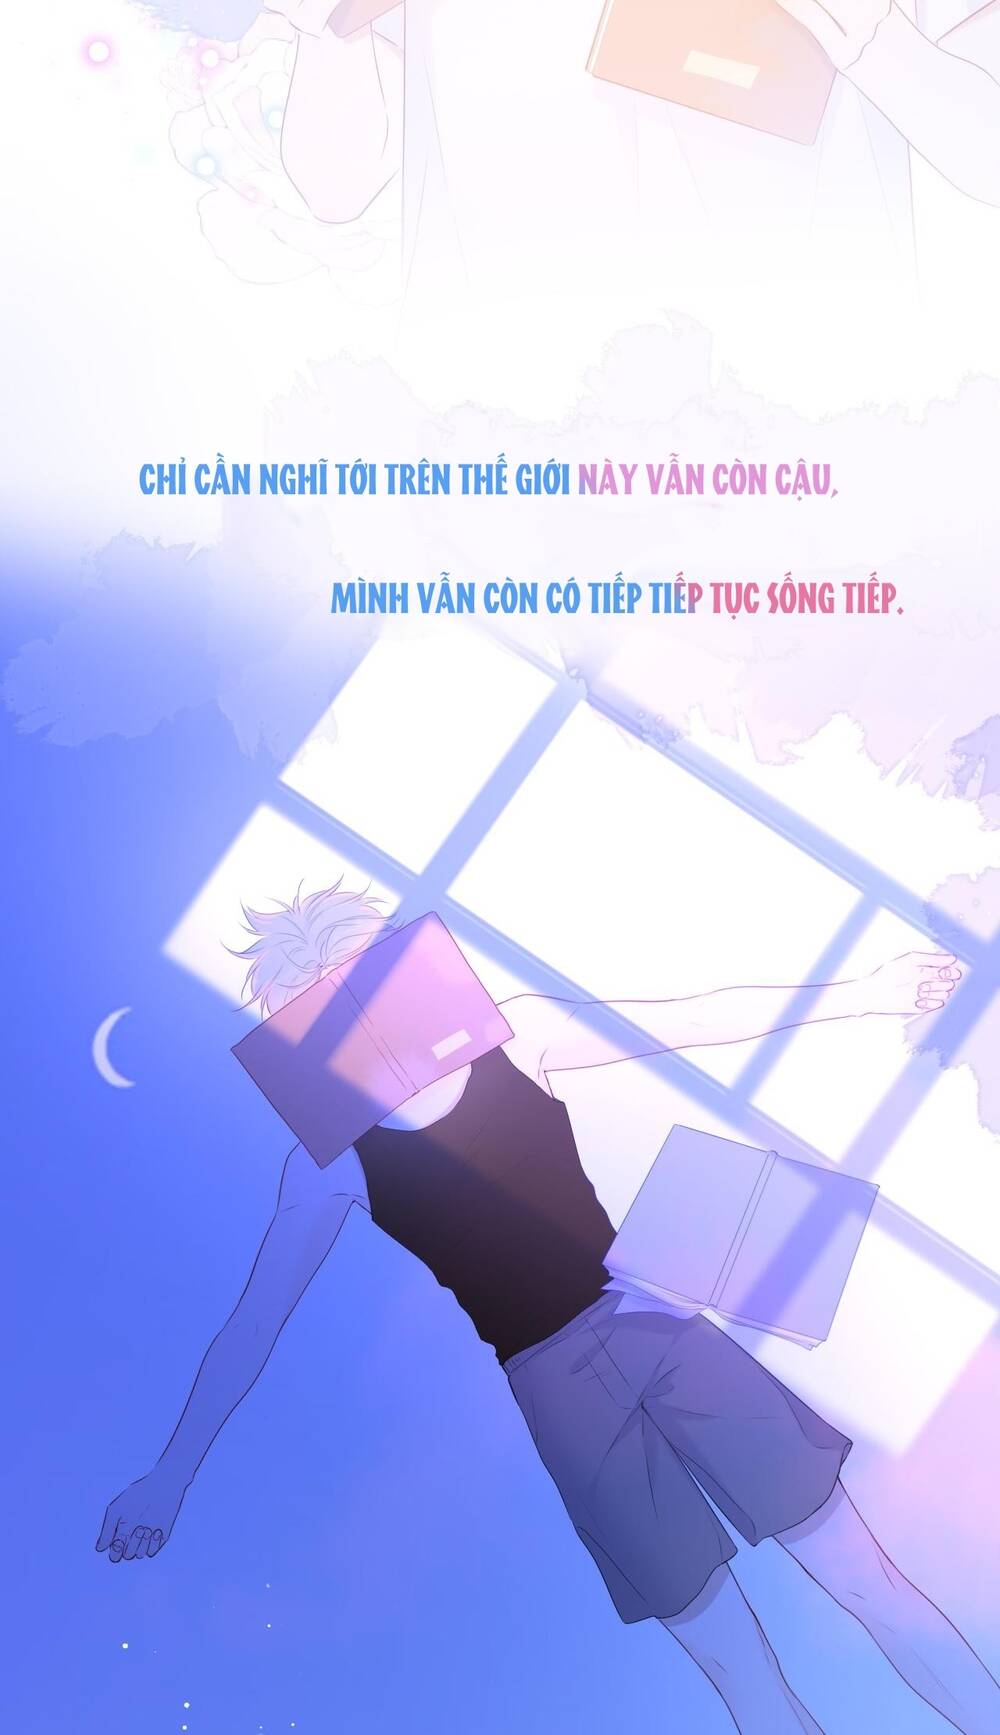 CHỈ CẦN NGHĨ TỚI TRÊN THẾ GIỚI NÀY VẪN CÒN CẬU,
MÌNH VẪN CÒN CÓ TIẾP TIẾP TỤC SỐNG TIẾP.